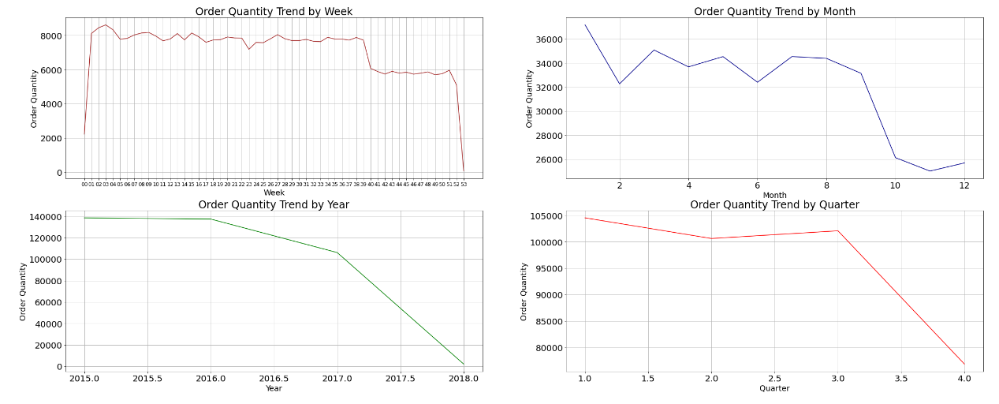 Order Quantity Trend by Week
8000
6000
4000
2000
0
Order Quantity
00 01 02 03 04 05 06 07 08 09 10 11 12 13 14 15 16 17 18 19 20 21 22 23 24 25 26 27 28 29 30 31 32 33 34 35 36 37 38 39 40 41 42 43 44 45 46 47 48 49 50 51 52 53
Week
Order Quantity Trend by Month
36000
34000
32000
30000
28000
26000
Order Quantity
2 4 6 8 10 12
Month
Order Quantity Trend by Year
140000
120000
100000
80000
60000
40000
20000
0
Order Quantity
2015.0 2015.5 2016.0 2016.5 2017.0 2017.5 2018.0
Year
Order Quantity Trend by Quarter
105000
100000
95000
90000
85000
80000
Order Quantity
1.0 1.5 2.0 2.5 3.0 3.5 4.0
Quarter